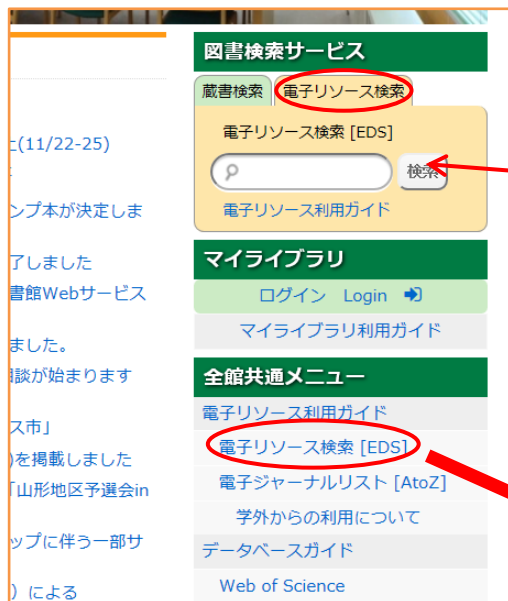 図書検索サービス
蔵書検索 電子リソース検索
電子リソース検索 [EDS]
検索
電子リソース利用ガイド
マイライブラリ
ログイン Login
マイライブラリ利用ガイド
全館共通メニュー
電子リソース利用ガイド
電子リソース検索 [EDS]
電子ジャーナルリスト [AtoZ]
学外からの利用について
データベースガイド
Web of Science
(11/22-25)
ンプ本が決定しま
了しました
書館Webサービス
ました。
談が始まります
ス市」
)を掲載しました
「山形地区予選会in
ップに伴う一部サ
）による